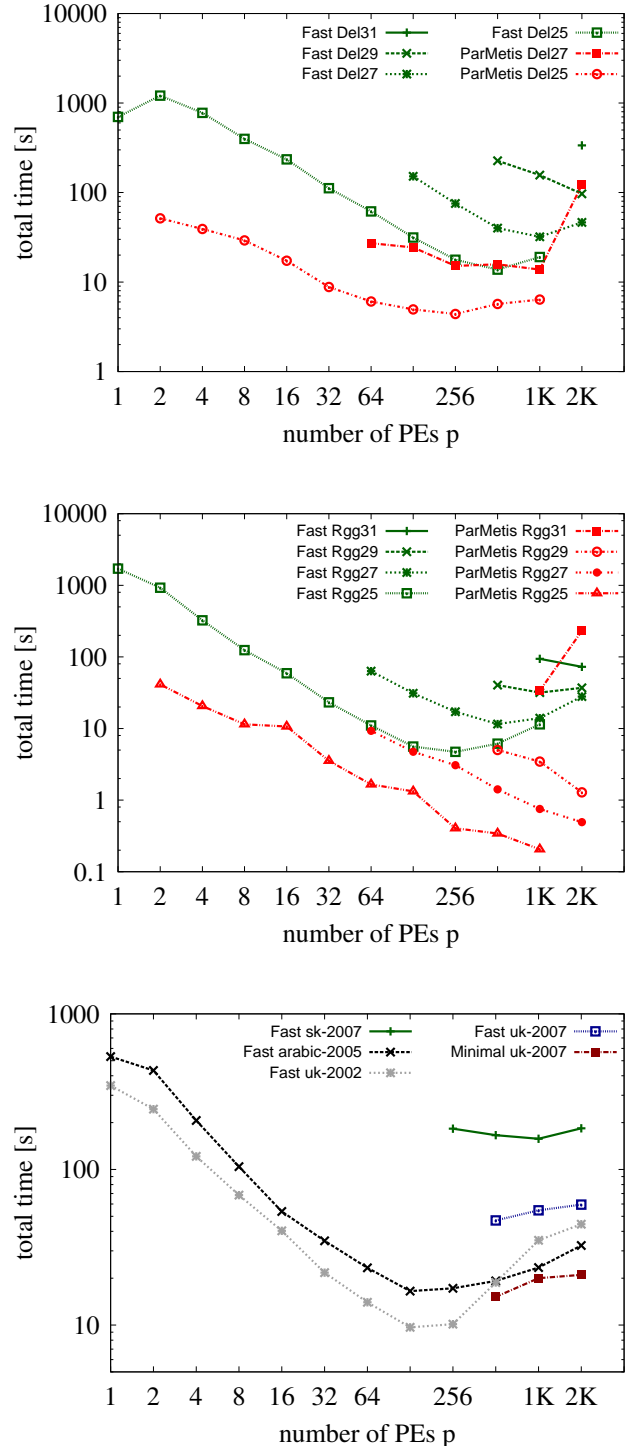 10000
1000
100
10
1
total time [s]
Fast Del31
Fast Del29
Fast Del27
Fast Del25
ParMetis Del27
ParMetis Del25
1 2 4 8 16 32 64 256 1K 2K
number of PEs p
10000
1000
100
10
1
0.1
total time [s]
Fast Rgg31
Fast Rgg29
Fast Rgg27
Fast Rgg25
ParMetis Rgg31
ParMetis Rgg29
ParMetis Rgg27
ParMetis Rgg25
1 2 4 8 16 32 64 256 1K 2K
number of PEs p
1000
100
10
total time [s]
Fast sk-2007
Fast arabic-2005
Fast uk-2002
Fast uk-2007
Minimal uk-2007
1 2 4 8 16 32 64 256 1K 2K
number of PEs p